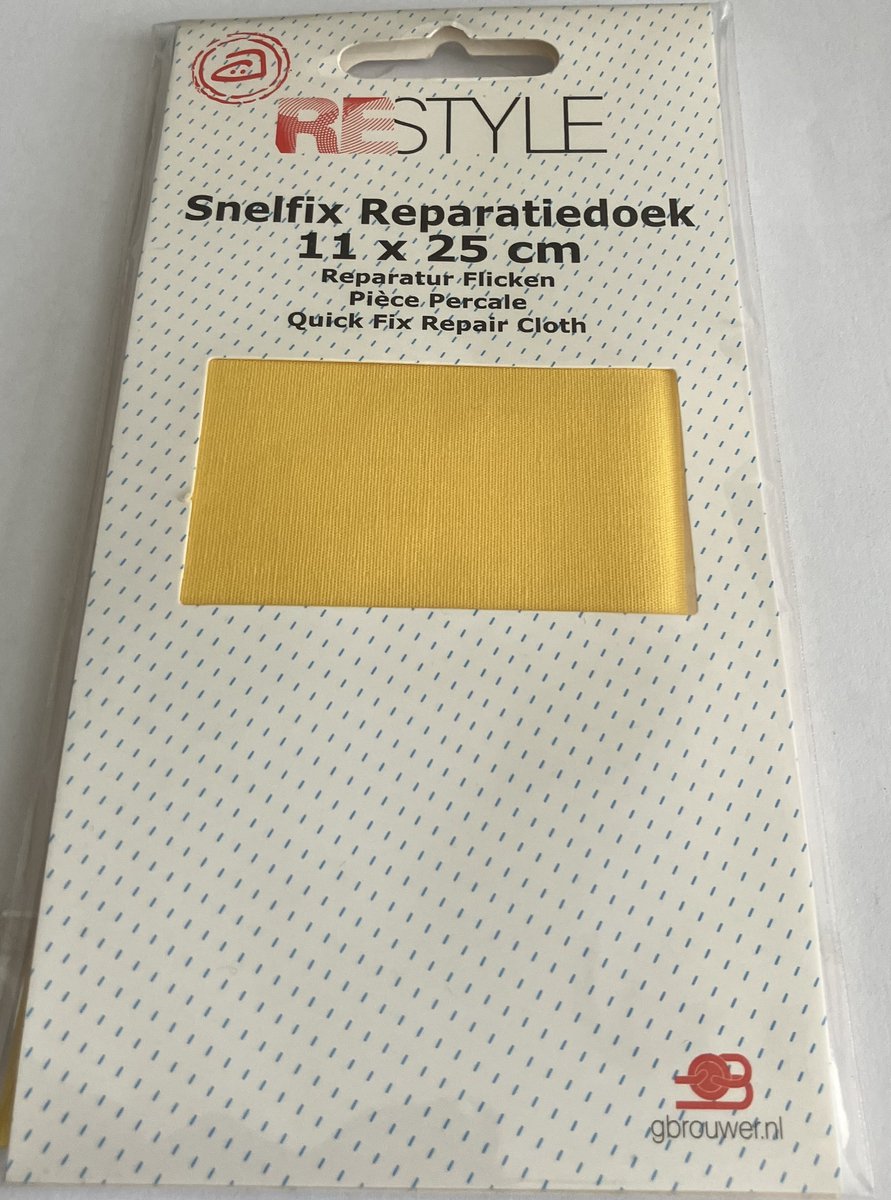 RESTYLE
Snelfix Reparatiedoek
11 x 25 cm
Reparatur Flicken
Pièce Percale
Quick Fix Repair Cloth
gbrouwer.nl